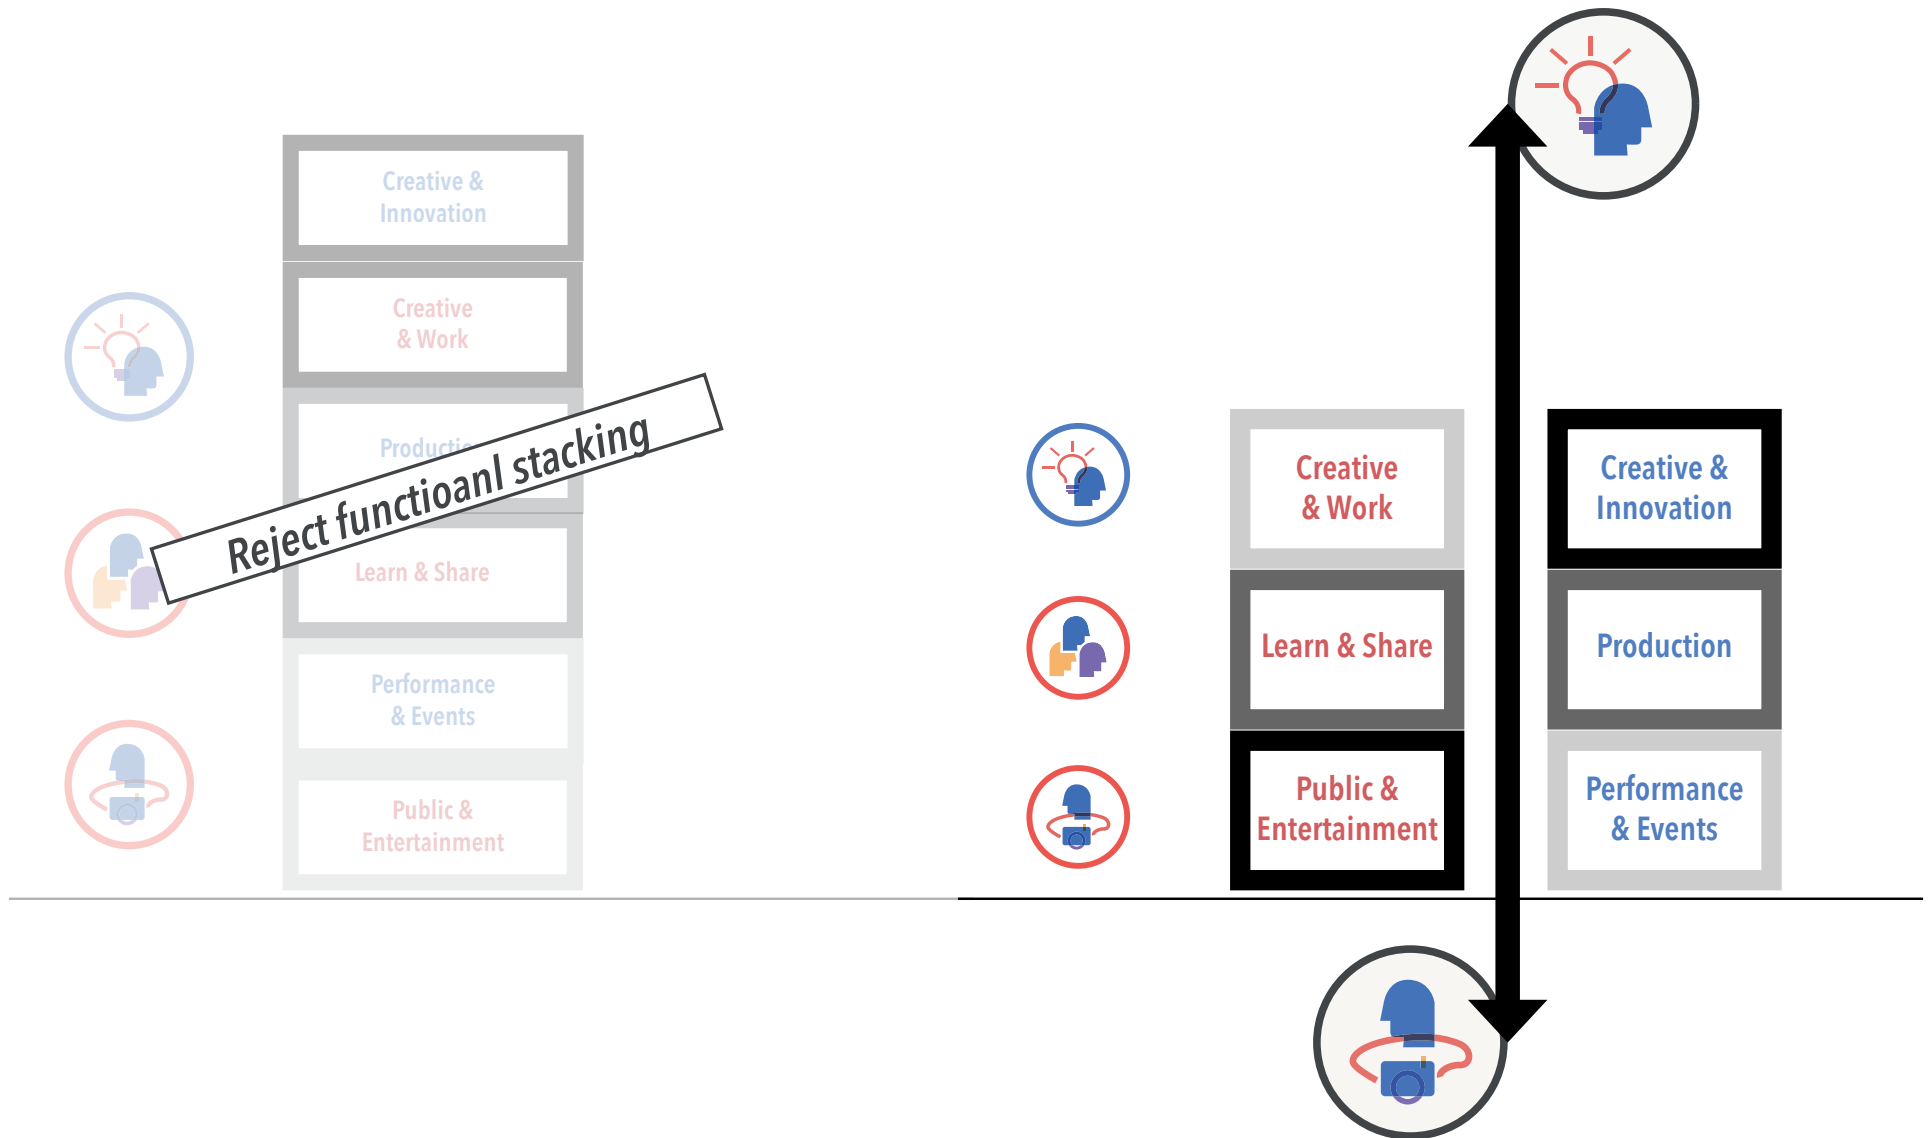 Creative &
Innovation
Creative
& Work
Production
Reject functioanl stacking
Learn & Share
Performance
& Events
Public &
Entertainment
Creative
& Work
Learn & Share
Public &
Entertainment
Creative &
Innovation
Production
Performance
& Events